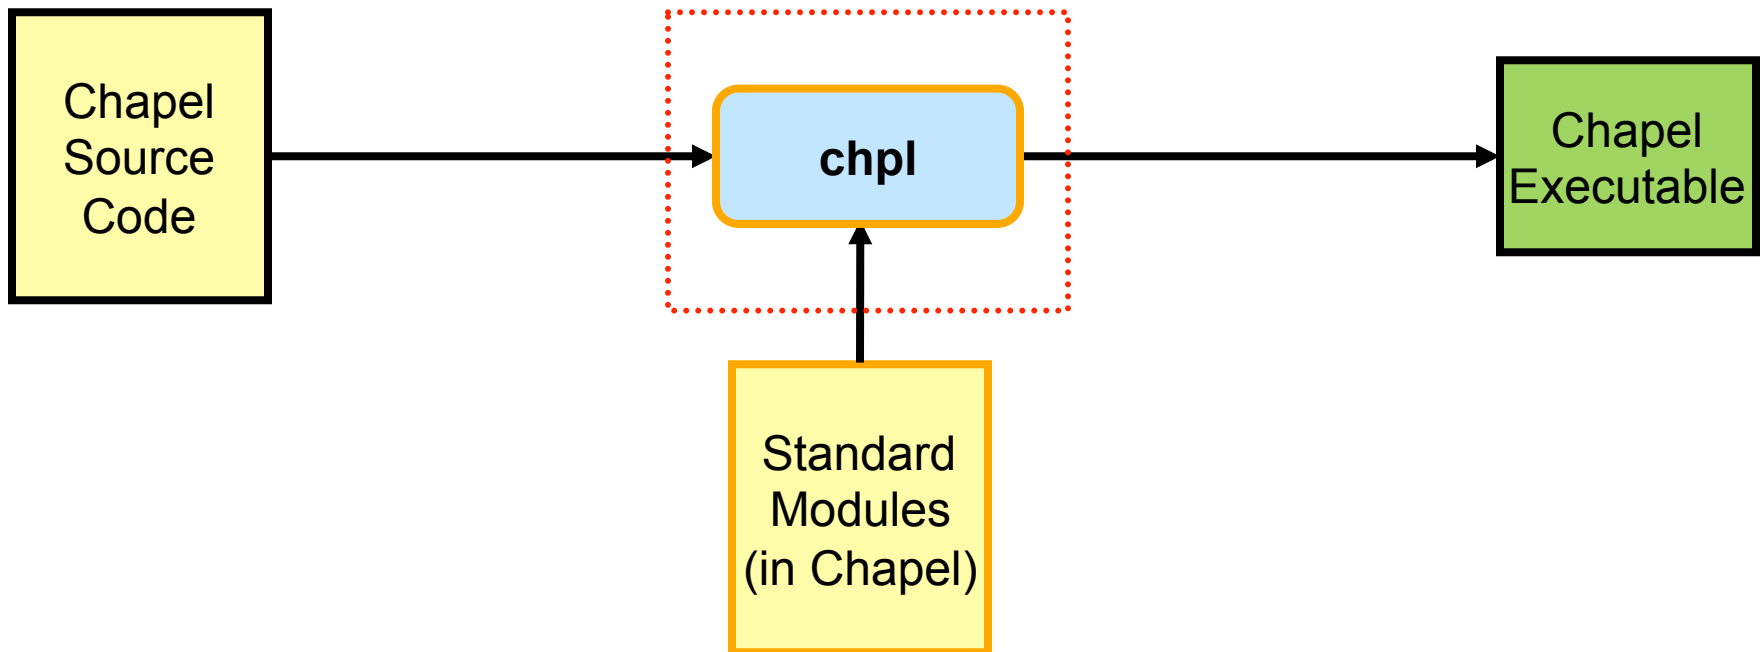 Chapel
Source
Code
chpl
Chapel
Executable
Standard
Modules
(in Chapel)